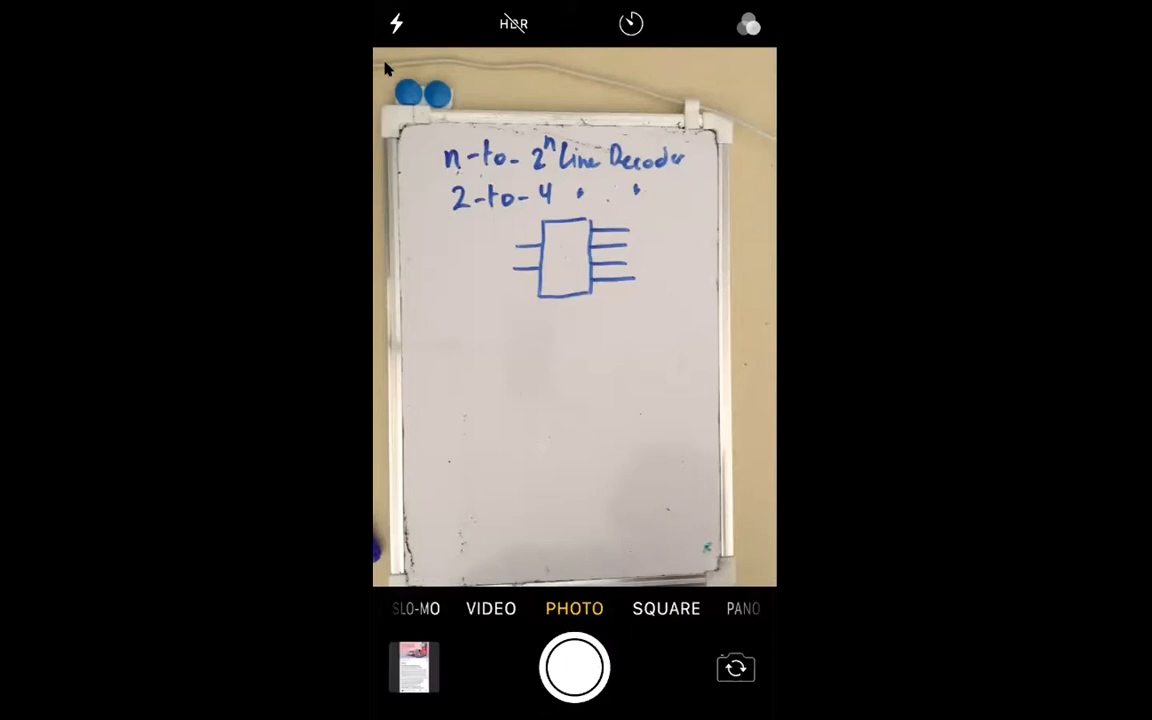 HDR
n-to-2ⁿ Line Decoder
2-to-4 " "
SLO-MO VIDEO PHOTO SQUARE PANO